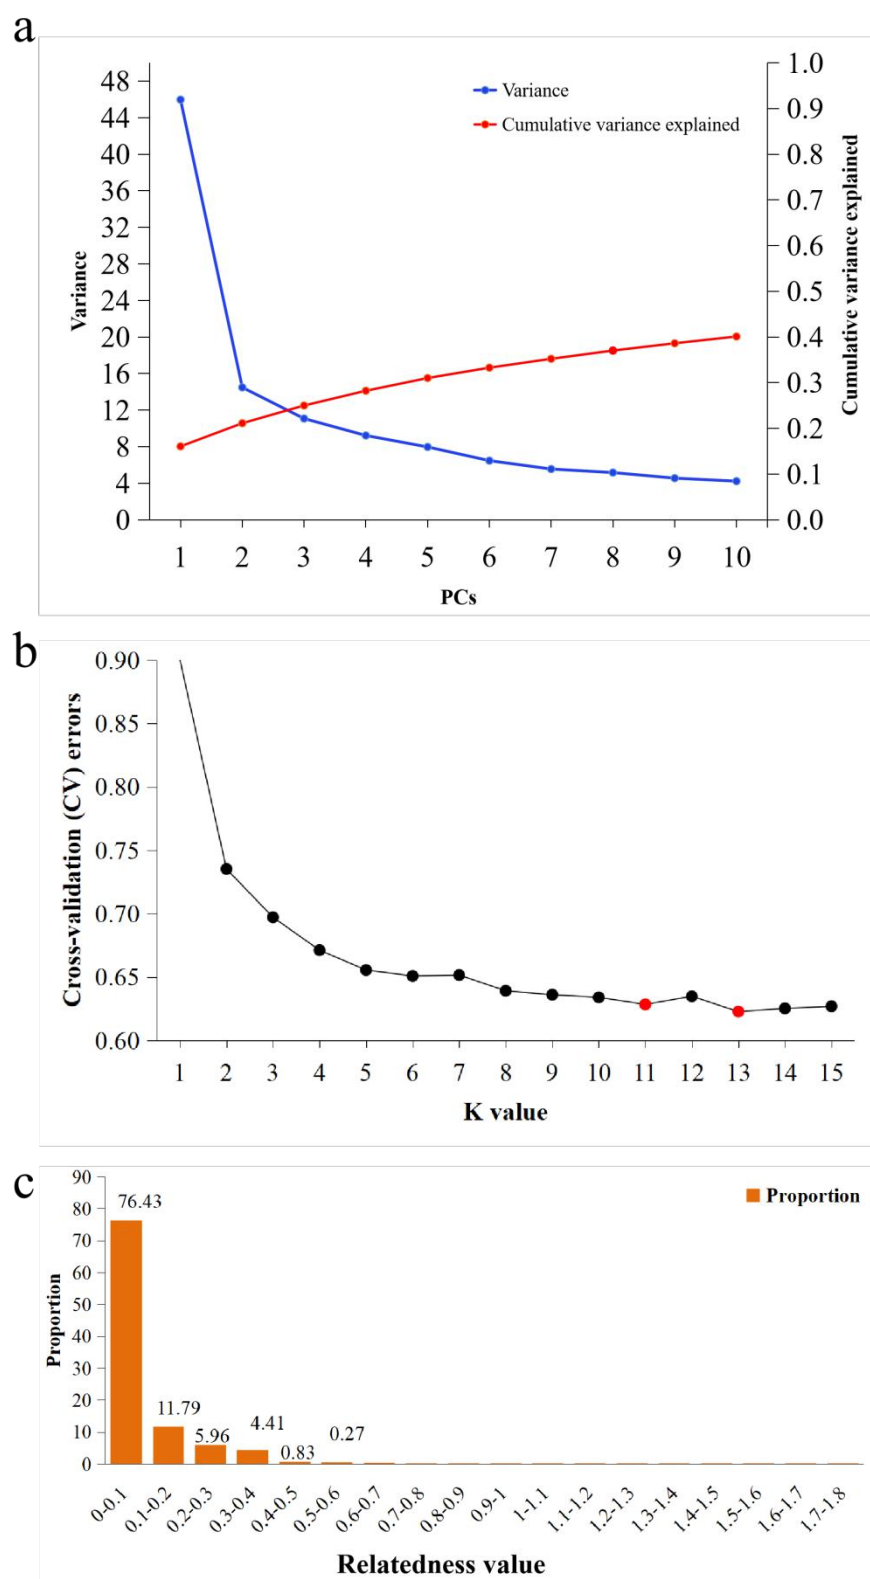 a
Variance
Cumulative variance explained
48
44
40
36
32
28
24
20
16
12
8
4
0
Variance
1.0
0.9
0.8
0.7
0.6
0.5
0.4
0.3
0.2
0.1
0.0
Cumulative variance explained
1 2 3 4 5 6 7 8 9 10
PCs
b
0.90
0.85
0.80
0.75
0.70
0.65
0.60
Cross-validation (CV) errors
1 2 3 4 5 6 7 8 9 10 11 12 13 14 15
K value
c
90
80
70
60
50
40
30
20
10
0
Proportion
Proportion
76.43
11.79
5.96
4.41
0.83
0.27
0-0.1 0.1-0.2 0.2-0.3 0.3-0.4 0.4-0.5 0.5-0.6 0.6-0.7 0.7-0.8 0.8-0.9 0.9-1 1-1.1 1.1-1.2 1.2-1.3 1.3-1.4 1.4-1.5 1.5-1.6 1.6-1.7 1.7-1.8
Relatedness value